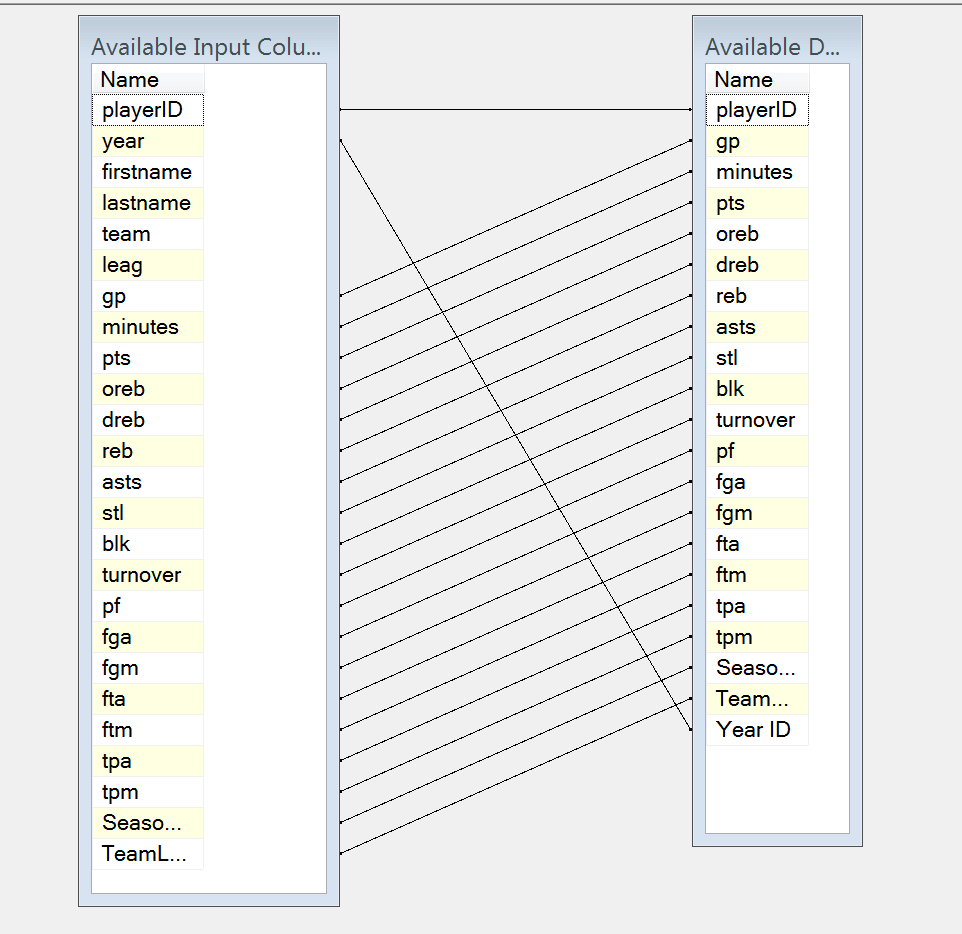 Available Input Colu...
Name
playerID
year
firstname
lastname
team
leag
gp
minutes
pts
oreb
dreb
reb
asts
stl
blk
turnover
pf
fga
fgm
fta
ftm
tpa
tpm
Seaso...
TeamL...
Available D...
Name
playerID
gp
minutes
pts
oreb
dreb
reb
asts
stl
blk
turnover
pf
fga
fgm
fta
ftm
tpa
tpm
Seaso...
Team...
Year ID